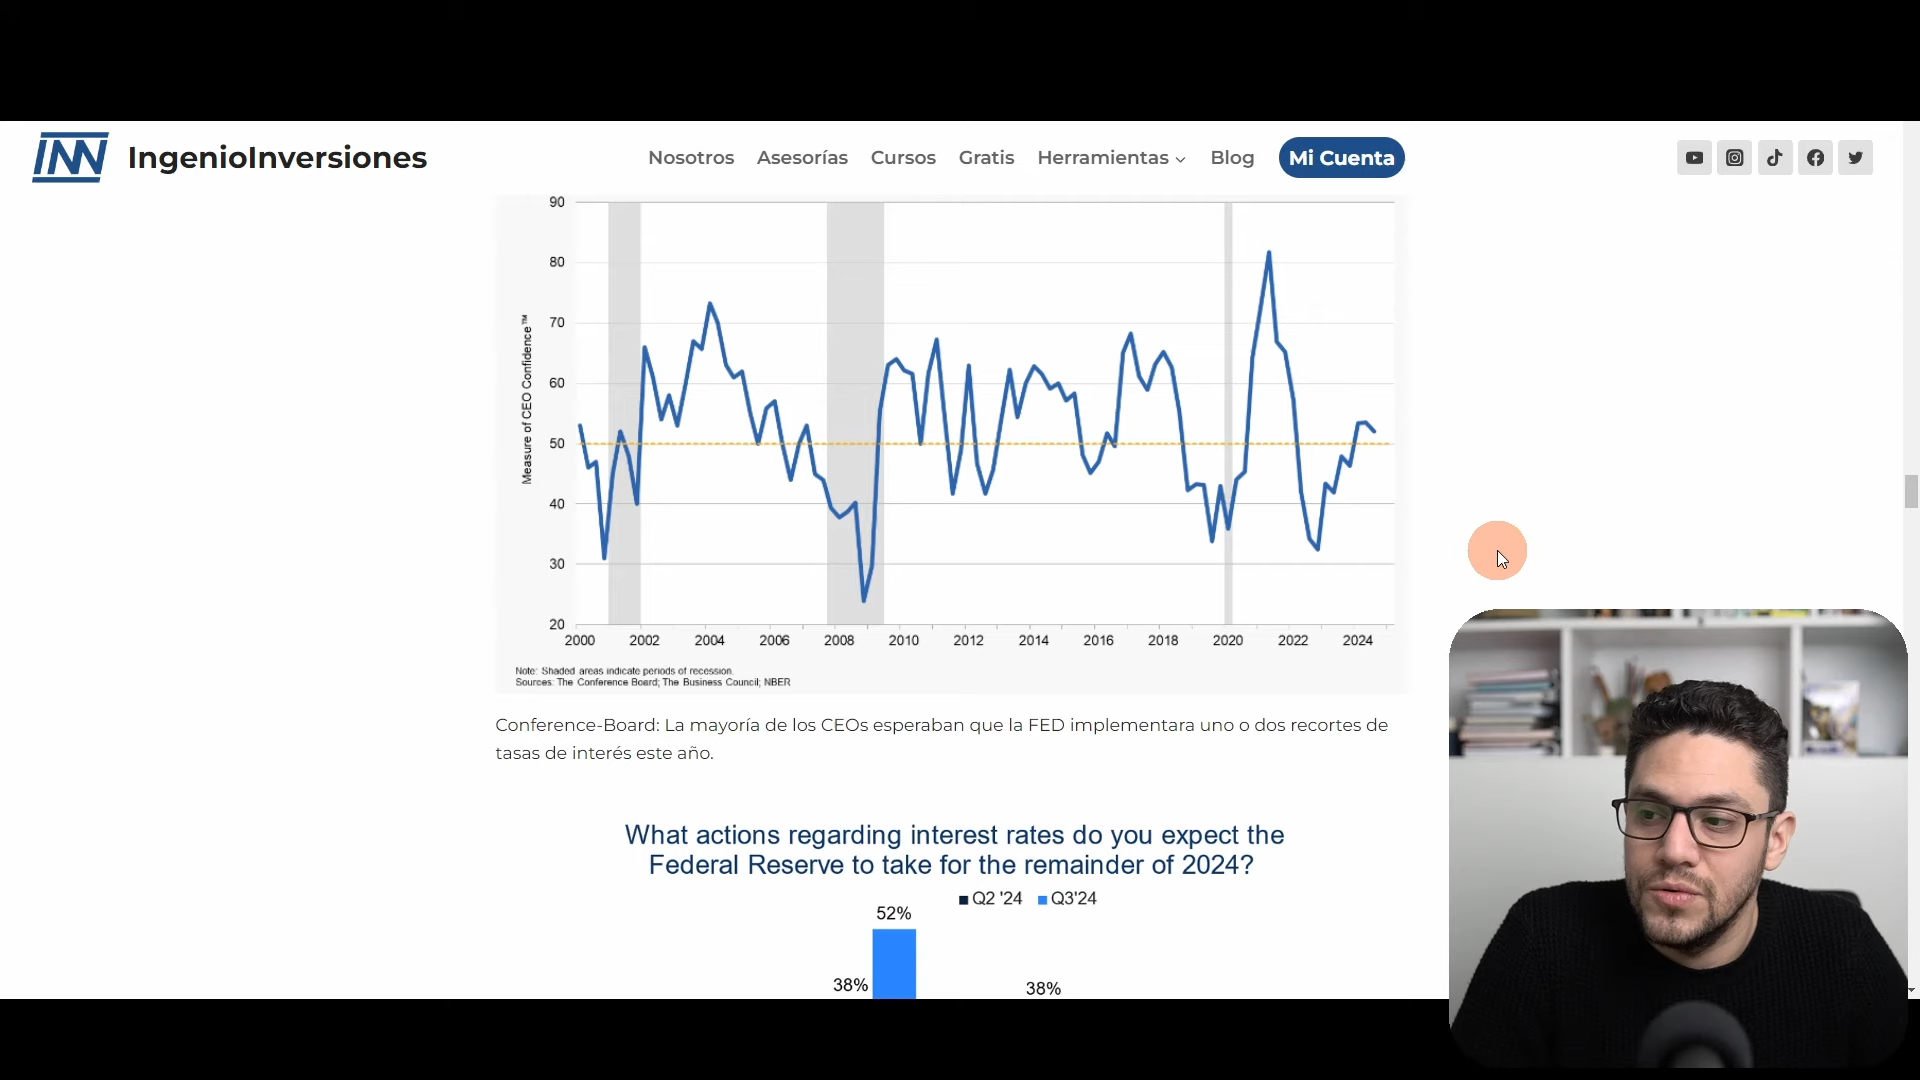 INN IngenioInversiones
Nosotros Asesorías Cursos Gratis Herramientas Blog Mi Cuenta
90
80
70
60
50
40
30
20
Measure of CEO Confidence™
2000 2002 2004 2006 2008 2010 2012 2014 2016 2018 2020 2022 2024
Note: Shaded areas indicate periods of recession.
Sources: The Conference Board; The Business Council; NBER
Conference-Board: La mayoría de los CEOs esperaban que la FED implementara uno o dos recortes de
tasas de interés este año.
What actions regarding interest rates do you expect the
Federal Reserve to take for the remainder of 2024?
Q2 '24 Q3'24
52%
38% 38%